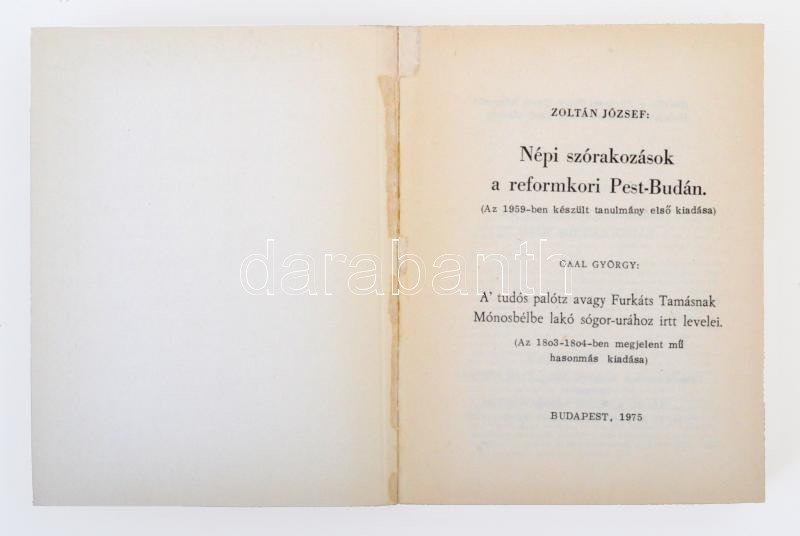 ZOLTÁN JÓZSEF:
Népi szórakozások
a reformkori Pest-Budán.
(Az 1959-ben készült tanulmány első kiadása)
CAAL GYÖRGY:
A' tudós palótz avagy Furkáts Tamásnak
Mónosbélbe lakó sógor-urához irtt levelei.
(Az 18o3-18o4-ben megjelent mű
hasonmás kiadása)
BUDAPEST, 1975
darabanth